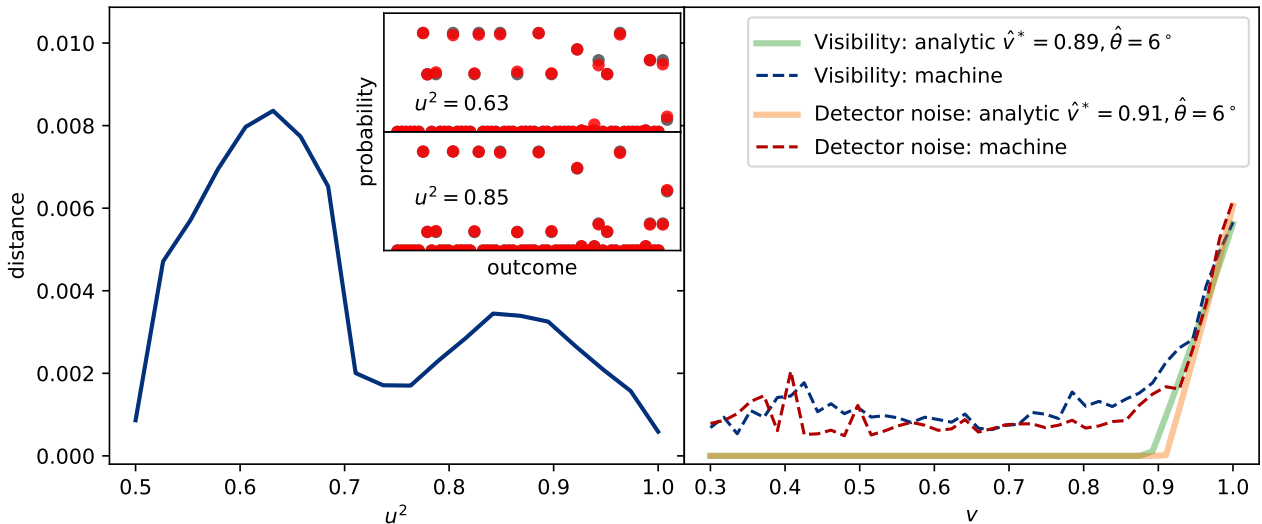 0.010
0.008
0.006
0.004
0.002
0.000
distance
0.5 0.6 0.7 0.8 0.9 1.0
u²
probability
u² = 0.63
u² = 0.85
outcome
Visibility: analytic v̂* = 0.89, θ̂ = 6°
Visibility: machine
Detector noise: analytic v̂* = 0.91, θ̂ = 6°
Detector noise: machine
0.3 0.4 0.5 0.6 0.7 0.8 0.9 1.0
v